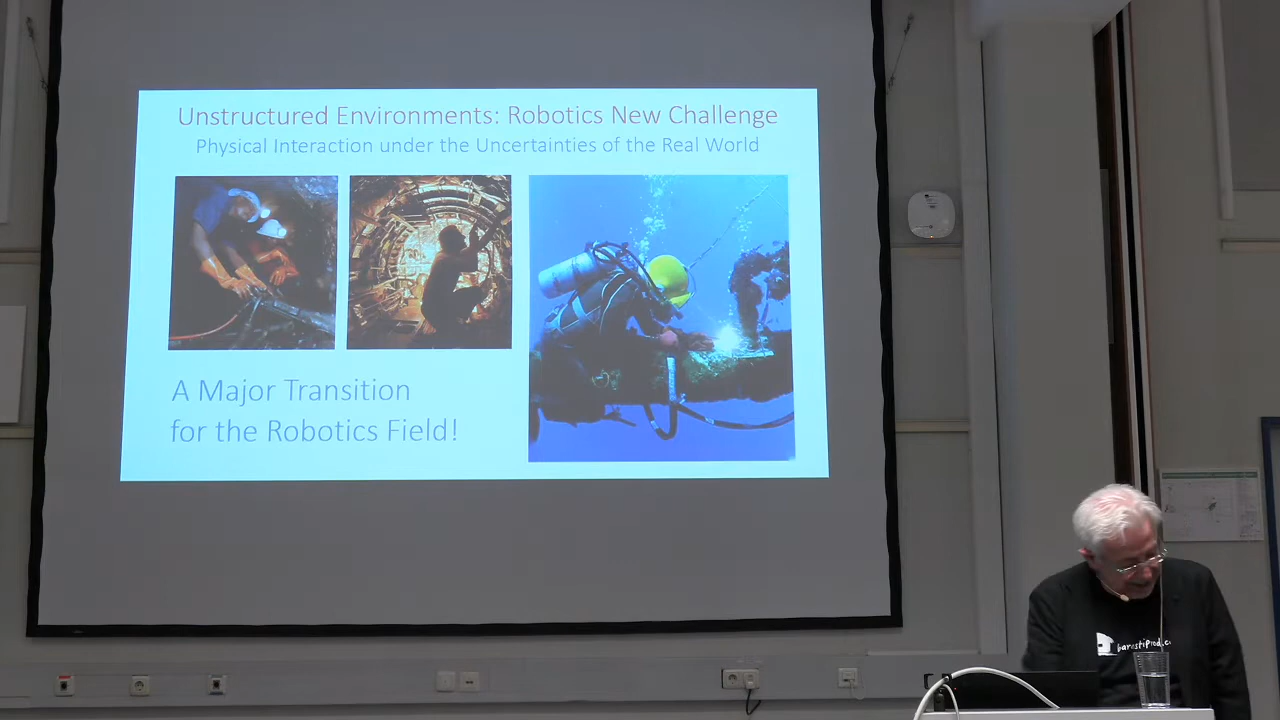 Unstructured Environments: Robotics New Challenge
Physical Interaction under the Uncertainties of the Real World
A Major Transition
for the Robotics Field!